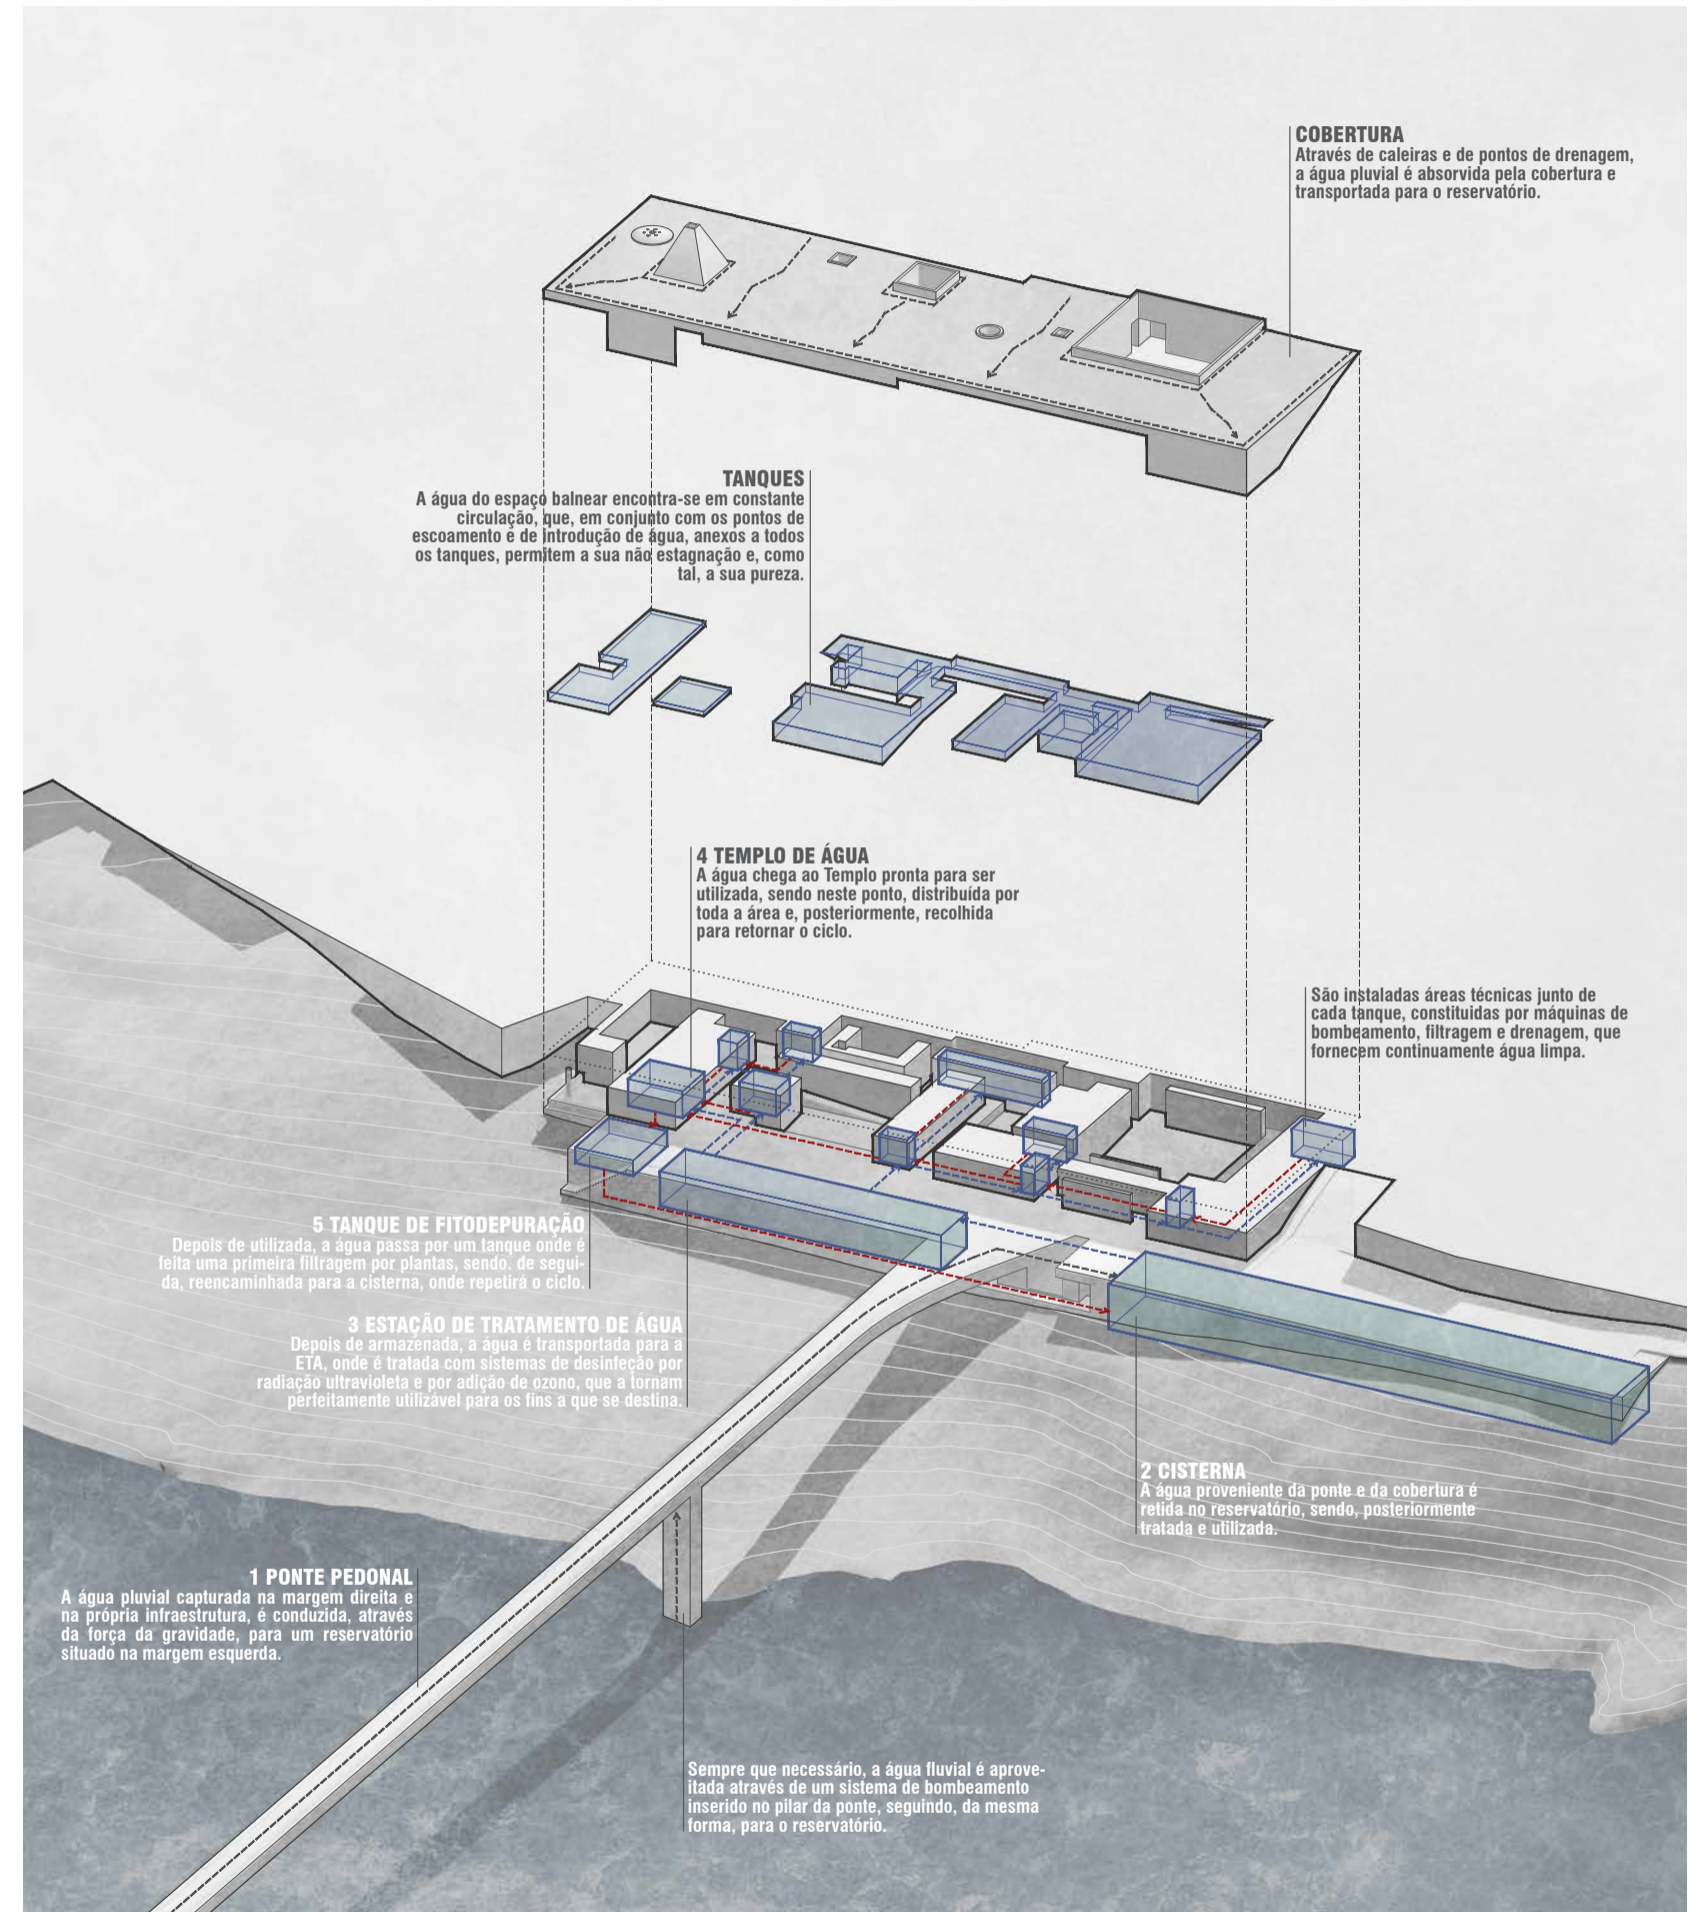 COBERTURA
Através de caleiras e de pontos de drenagem,
a água pluvial é absorvida pela cobertura e
transportada para o reservatório.
TANQUES
A água do espaço balnear encontra-se em constante
circulação, que, em conjunto com os pontos de
escoamento e de introdução de água, anexos a todos
os tanques, permitem a sua não estagnação e, como
tal, a sua pureza.
4 TEMPLO DE ÁGUA
A água chega ao Templo pronta para ser
utilizada, sendo neste ponto, distribuída por
toda a área e, posteriormente, recolhida
para retornar o ciclo.
São instaladas áreas técnicas junto de
cada tanque, constituidas por máquinas de
bombeamento, filtragem e drenagem, que
fornecem continuamente água limpa.
5 TANQUE DE FITODEPURAÇÃO
Depois de utilizada, a água passa por um tanque onde é
feita uma primeira filtragem por plantas, sendo. de segui-
da, reencaminhada para a cisterna, onde repetirá o ciclo.
3 ESTAÇÃO DE TRATAMENTO DE ÁGUA
Depois de armazenada, a água é transportada para a
ETA, onde é tratada com sistemas de desinfeção por
radiação ultravioleta e por adição de ozono, que a tornam
perfeitamente utilizável para os fins a que se destina.
2 CISTERNA
A água proveniente da ponte e da cobertura é
retida no reservatório, sendo, posteriormente
tratada e utilizada.
1 PONTE PEDONAL
A água pluvial capturada na margem direita e
na própria infraestrutura, é conduzida, através
da força da gravidade, para um reservatório
situado na margem esquerda.
Sempre que necessário, a água fluvial é aprove-
itada através de um sistema de bombeamento
inserido no pilar da ponte, seguindo, da mesma
forma, para o reservatório.